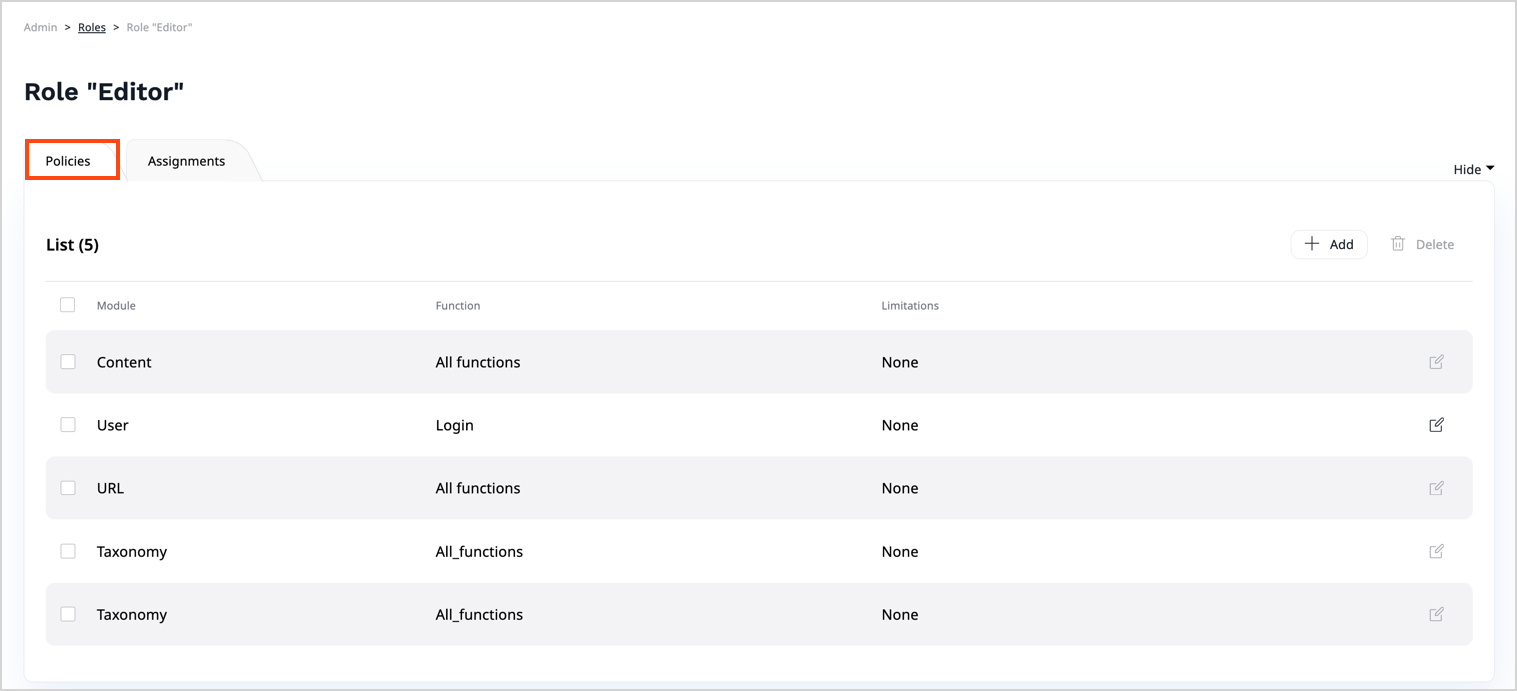 Admin > Roles > Role "Editor"
Role "Editor"
Policies Assignments
Hide
List (5)
Add Delete
Module Function Limitations
Content All functions None
User Login None
URL All functions None
Taxonomy All_functions None
Taxonomy All_functions None